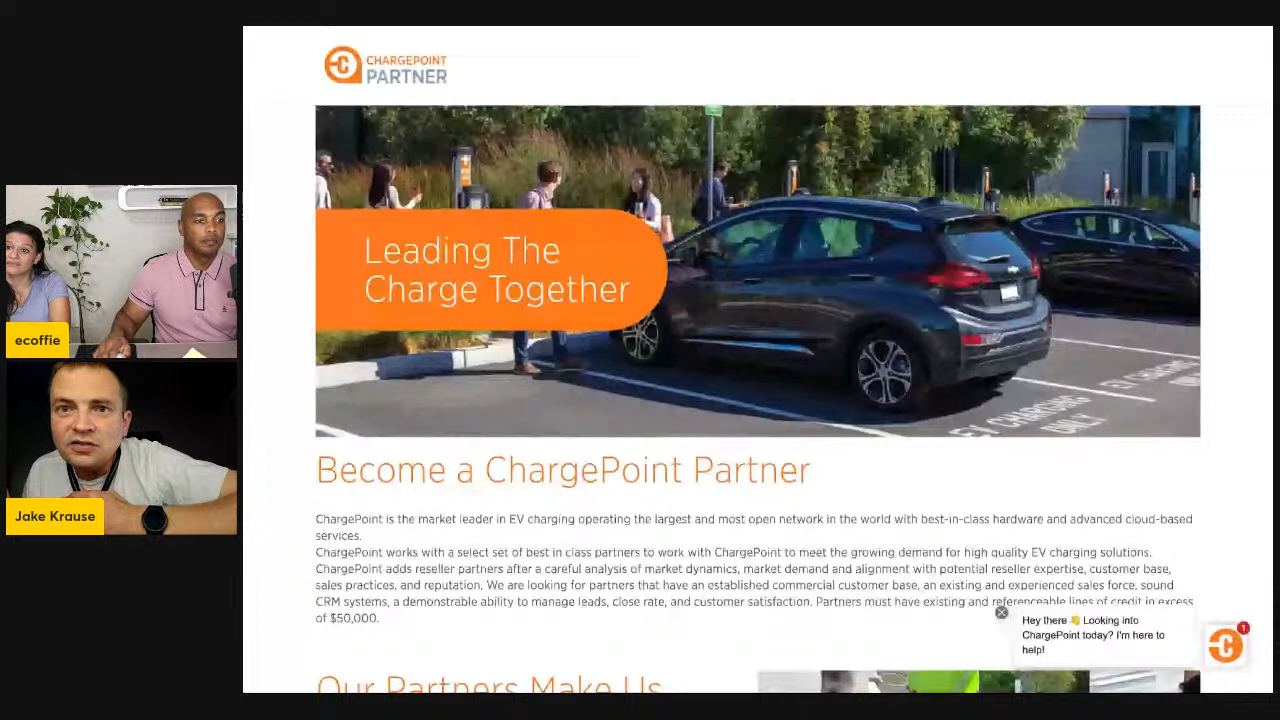 CHARGEPOINT
PARTNER
Leading The
Charge Together
EV CHARGING
ONLY
ecoffie
Jake Krause
Become a ChargePoint Partner
ChargePoint is the market leader in EV charging operating the largest and most open network in the world with best-in-class hardware and advanced cloud-based
services.
ChargePoint works with a select set of best in class partners to work with ChargePoint to meet the growing demand for high quality EV charging solutions.
ChargePoint adds reseller partners after a careful analysis of market dynamics, market demand and alignment with potential reseller expertise, customer base,
sales practices, and reputation. We are looking for partners that have an established commercial customer base, an existing and experienced sales force, sound
CRM systems, a demonstrable ability to manage leads, close rate, and customer satisfaction. Partners must have existing and referenceable lines of credit in excess
of $50,000.
Hey there 👋 Looking into
ChargePoint today? I'm here to
help!
1
Our Partners Make Us